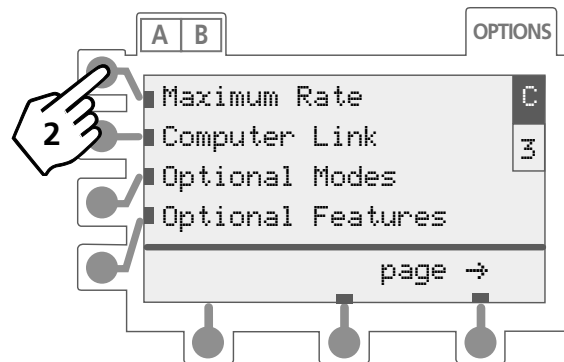 A B
OPTIONS
Maximum Rate
C
2
Computer Link
3
Optional Modes
Optional Features
page →